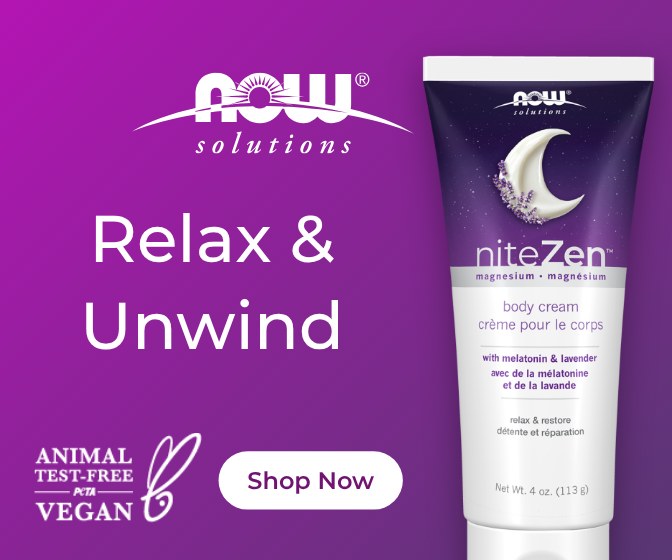 NOW®
solutions
Relax &
Unwind
ANIMAL
TEST-FREE
PETA
VEGAN
Shop Now
NOW®
solutions
niteZen™
magnesium • magnésium
body cream
crème pour le corps
with melatonin & lavender
avec de la mélatonine
et de la lavande
relax & restore
détente et réparation
Net Wt. 4 oz. (113 g)